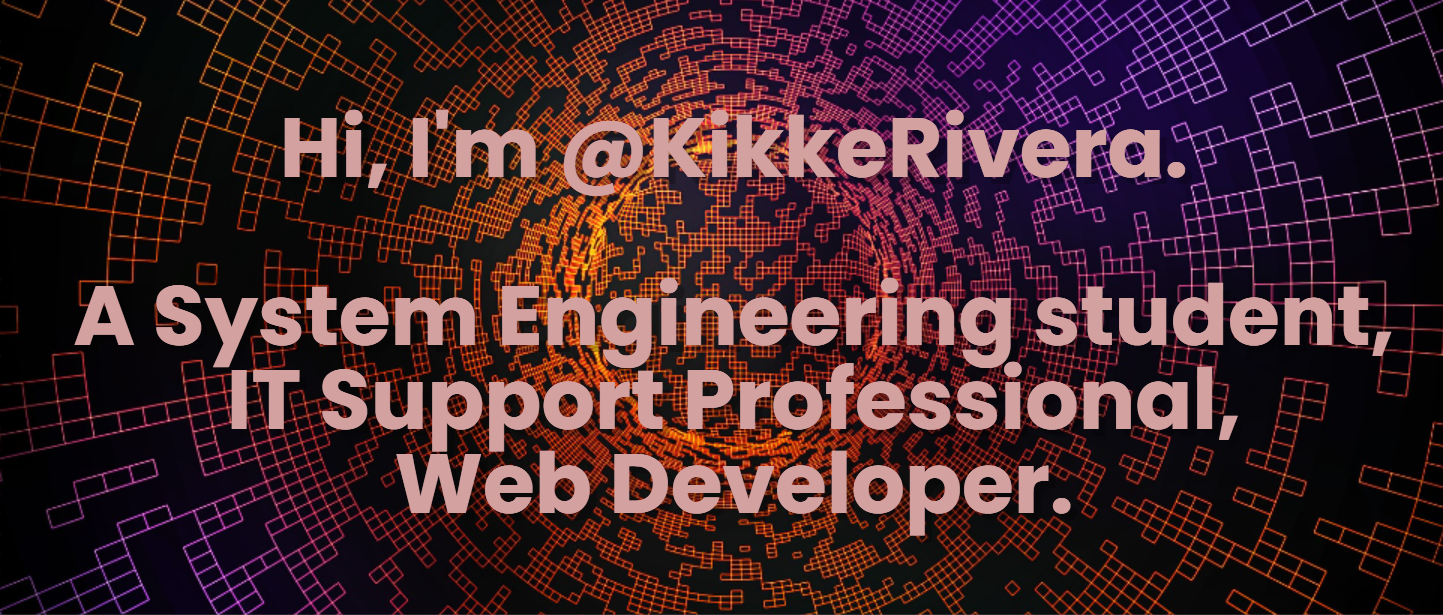 Hi, I'm @KikkeRivera.
A System Engineering student,
IT Support Professional,
Web Developer.